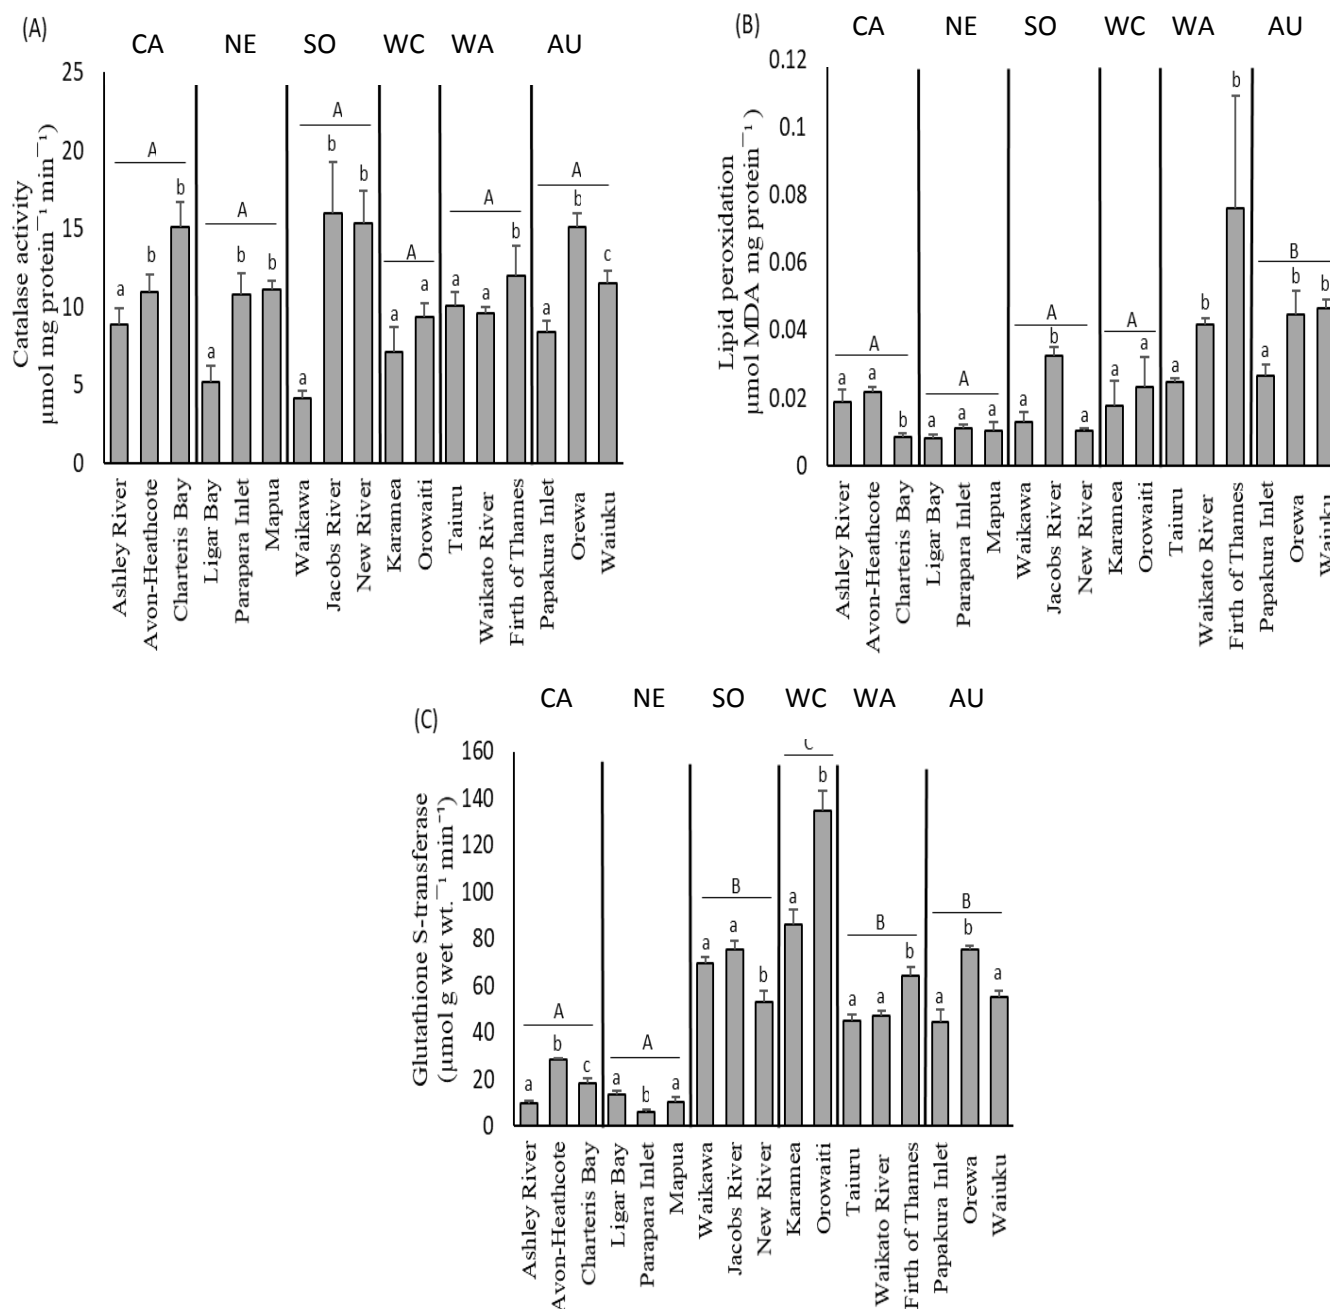 (A)
CA NE SO WC WA AU
Catalase activity
µmol mg protein⁻¹ min⁻¹)
25
20
15
10
5
0
A
A
A
A
A
A
a b b
a b b
a b b
a a
a a b
a b c
Ashley River
Avon-Heathcote
Charteris Bay
Ligar Bay
Parapara Inlet
Mapua
Waikawa
Jacobs River
New River
Karamea
Orowaiti
Taiuru
Waikato River
Firth of Thames
Papakura Inlet
Orewa
Waiuku
(B)
CA NE SO WC WA AU
Lipid peroxidation
µmol MDA mg protein⁻¹)
0.12
0.1
0.08
0.06
0.04
0.02
0
A
A
A
A
B
a a b
a a a
a b a
a a
a b b
a b b
Ashley River
Avon-Heathcote
Charteris Bay
Ligar Bay
Parapara Inlet
Mapua
Waikawa
Jacobs River
New River
Karamea
Orowaiti
Taiuru
Waikato River
Firth of Thames
Papakura Inlet
Orewa
Waiuku
(C)
CA NE SO WC WA AU
Glutathione S-transferase
(µmol g wet wt.⁻¹ min⁻¹)
160
140
120
100
80
60
40
20
0
A
A
B
C
B
B
a b c
a b a
a a b
a b
a a b
a b a
Ashley River
Avon-Heathcote
Charteris Bay
Ligar Bay
Parapara Inlet
Mapua
Waikawa
Jacobs River
New River
Karamea
Orowaiti
Taiuru
Waikato River
Firth of Thames
Papakura Inlet
Orewa
Waiuku